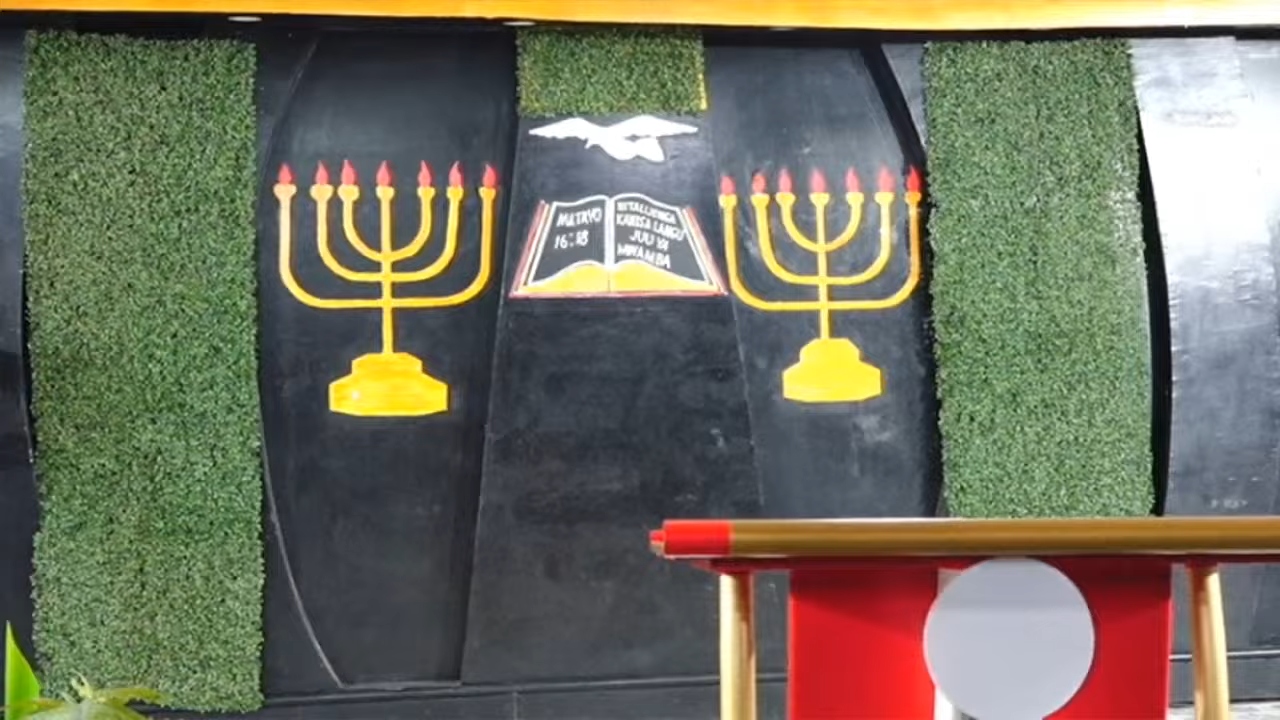 MATAYO
16:18
NITALIJENGA
KANISA LANGU
JUU YA
MWAMBA